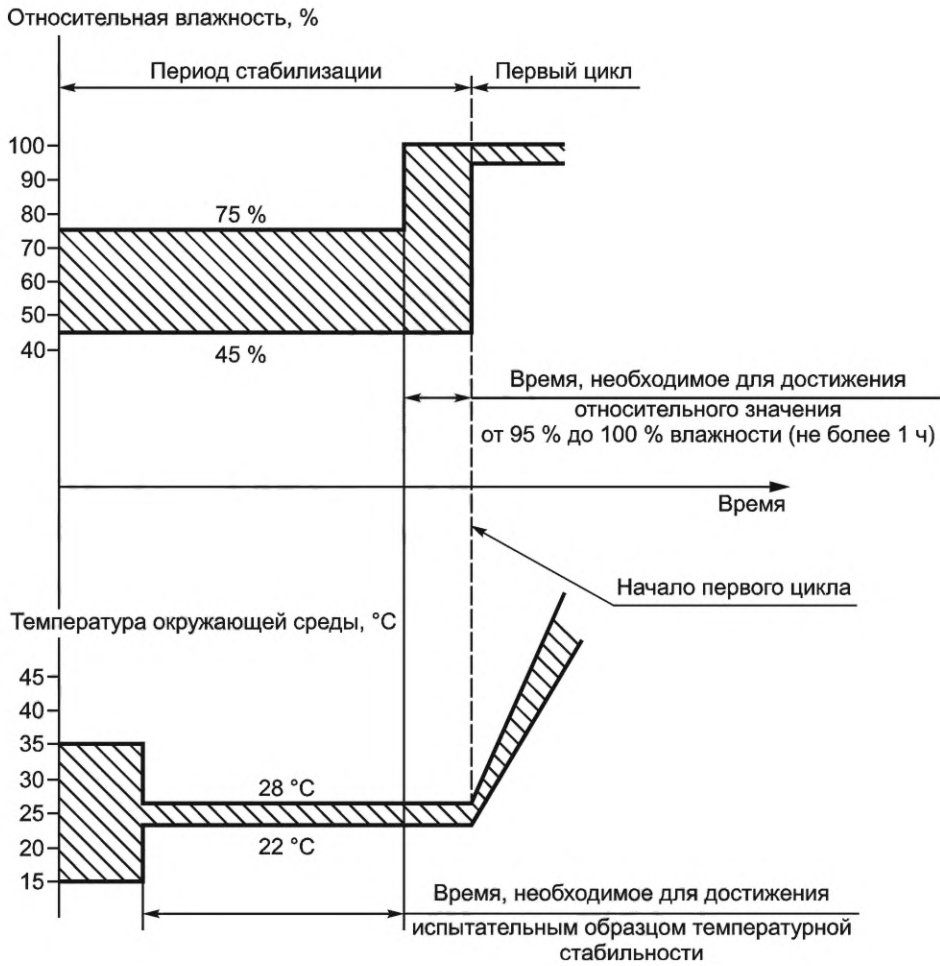 Относительная влажность, %
Период стабилизации
Первый цикл
100
90
80
75 %
70
60
50
40
45 %
Время, необходимое для достижения
относительного значения
от 95 % до 100 % влажности (не более 1 ч)
Время
Начало первого цикла
Температура окружающей среды, °C
45
40
35
30
28 °C
25
22 °C
20
15
Время, необходимое для достижения
испытательным образцом температурной
стабильности